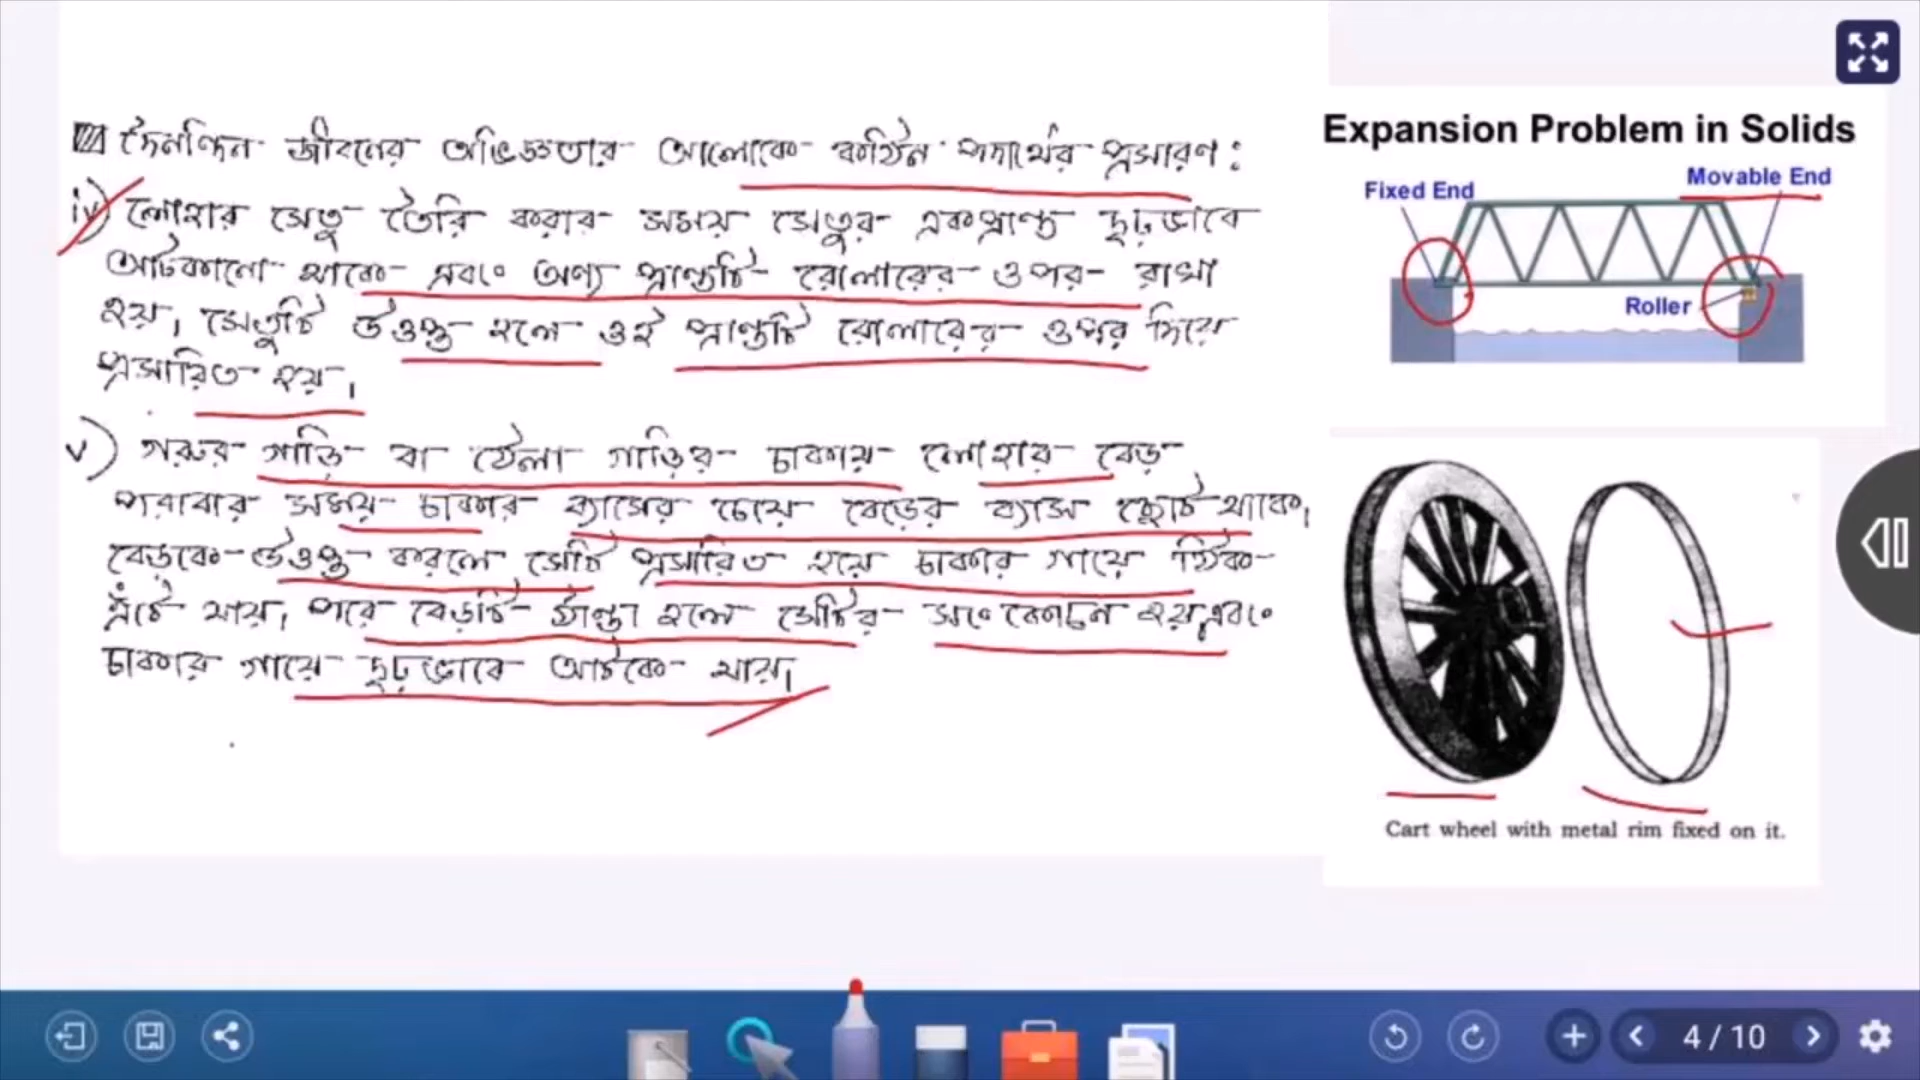 দৈনন্দিন জীবনের অভিজ্ঞতার আলোকে কঠিন পদার্থের প্রসারণ:
iv) লোহার সেতু তৈরি করার সময় সেতুর একপ্রান্ত দৃঢ়ভাবে
আটকানো থাকে এবং অন্য প্রান্তটি রোলারের ওপর রাখা
হয়। সেতুটি উত্তপ্ত হলে ওই প্রান্তটি রোলারের ওপর দিয়ে
প্রসারিত হয়।
v) গরুর গাড়ি বা ঠেলা গাড়ির চাকায় লোহার বেড়
পরাবার সময় চাকার ব্যাসের চেয়ে বেড়ের ব্যাস ছোট থাকে।
বেড়কে উত্তপ্ত করলে সেটি প্রসারিত হয়ে চাকার গায়ে ঠিক
এঁটে যায়। পরে বেড়টি ঠাণ্ডা হলে সেটির সংকোচন হয় এবং
চাকার গায়ে দৃঢ়ভাবে আটকে যায়।
Expansion Problem in Solids
Fixed End
Movable End
Roller
Cart wheel with metal rim fixed on it.
4 / 10